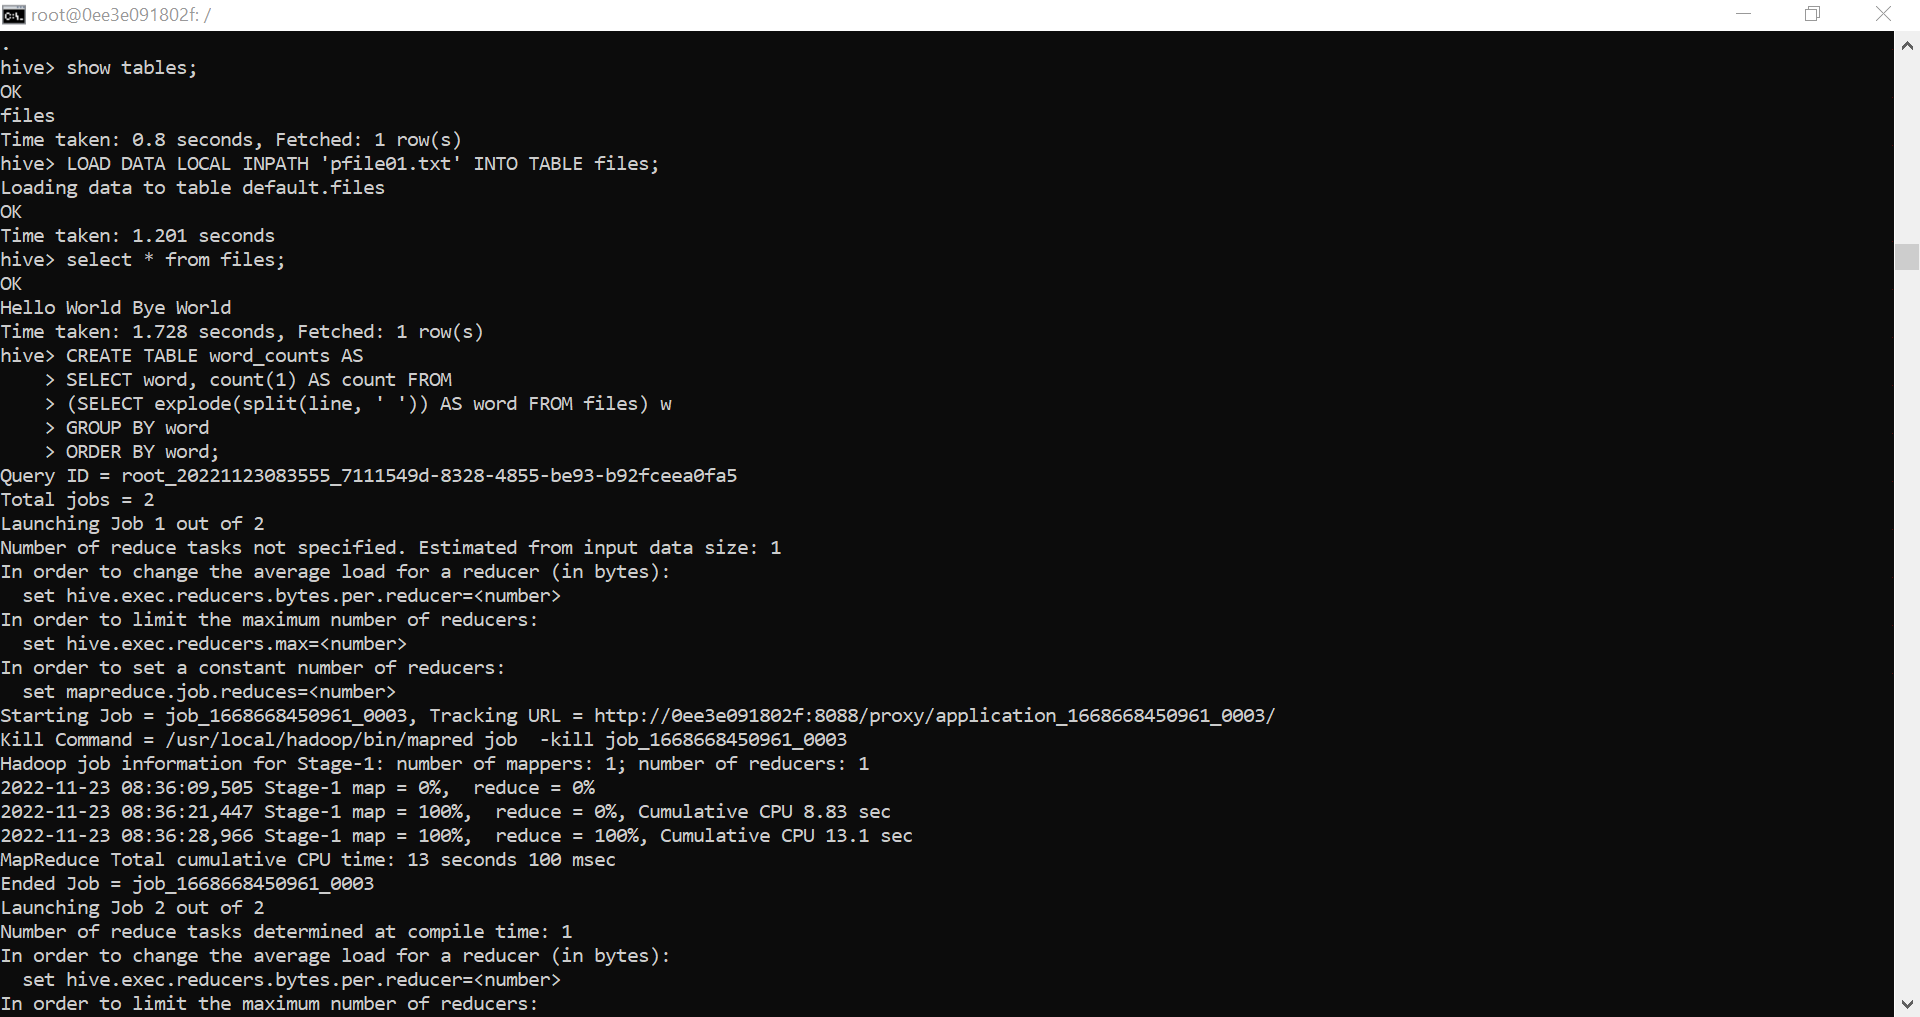 root@0ee3e091802f: /
.
hive> show tables;
OK
files
Time taken: 0.8 seconds, Fetched: 1 row(s)
hive> LOAD DATA LOCAL INPATH 'pfile01.txt' INTO TABLE files;
Loading data to table default.files
OK
Time taken: 1.201 seconds
hive> select * from files;
OK
Hello World Bye World
Time taken: 1.728 seconds, Fetched: 1 row(s)
hive> CREATE TABLE word_counts AS
    > SELECT word, count(1) AS count FROM
    > (SELECT explode(split(line, ' ')) AS word FROM files) w
    > GROUP BY word
    > ORDER BY word;
Query ID = root_20221123083555_7111549d-8328-4855-be93-b92fceea0fa5
Total jobs = 2
Launching Job 1 out of 2
Number of reduce tasks not specified. Estimated from input data size: 1
In order to change the average load for a reducer (in bytes):
  set hive.exec.reducers.bytes.per.reducer=<number>
In order to limit the maximum number of reducers:
  set hive.exec.reducers.max=<number>
In order to set a constant number of reducers:
  set mapreduce.job.reduces=<number>
Starting Job = job_1668668450961_0003, Tracking URL = http://0ee3e091802f:8088/proxy/application_1668668450961_0003/
Kill Command = /usr/local/hadoop/bin/mapred job  -kill job_1668668450961_0003
Hadoop job information for Stage-1: number of mappers: 1; number of reducers: 1
2022-11-23 08:36:09,505 Stage-1 map = 0%,  reduce = 0%
2022-11-23 08:36:21,447 Stage-1 map = 100%,  reduce = 0%, Cumulative CPU 8.83 sec
2022-11-23 08:36:28,966 Stage-1 map = 100%,  reduce = 100%, Cumulative CPU 13.1 sec
MapReduce Total cumulative CPU time: 13 seconds 100 msec
Ended Job = job_1668668450961_0003
Launching Job 2 out of 2
Number of reduce tasks determined at compile time: 1
In order to change the average load for a reducer (in bytes):
  set hive.exec.reducers.bytes.per.reducer=<number>
In order to limit the maximum number of reducers: